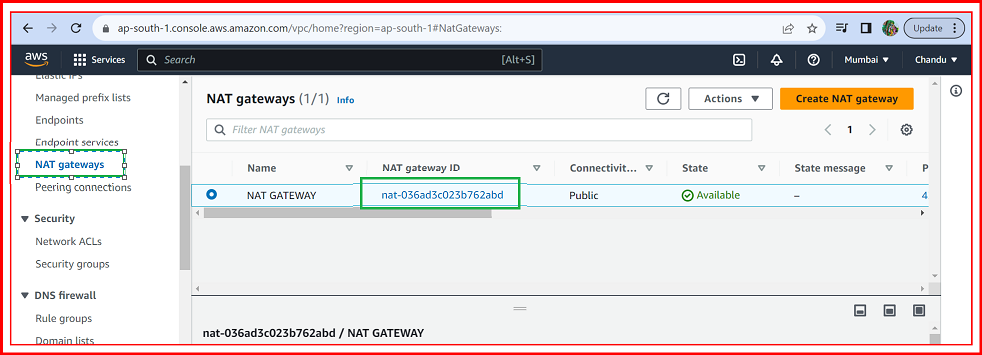 ap-south-1.console.aws.amazon.com/vpc/home?region=ap-south-1#NatGateways:
Update
aws
Services
Search
[Alt+S]
Mumbai
Chandu
Elastic IPs
Managed prefix lists
Endpoints
Endpoint services
NAT gateways
Peering connections
Security
Network ACLs
Security groups
DNS firewall
Rule groups
Domain lists
NAT gateways (1/1) Info
Actions
Create NAT gateway
Filter NAT gateways
1
Name NAT gateway ID Connectivit... State State message P
NAT GATEWAY nat-036ad3c023b762abd Public Available – 4
nat-036ad3c023b762abd / NAT GATEWAY